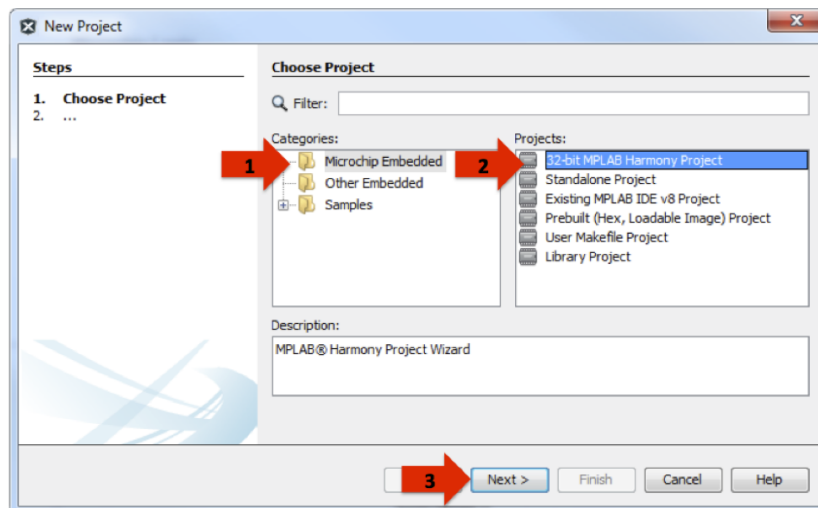 New Project
Steps
1. Choose Project
2. ...
Choose Project
Filter:
Categories:
Microchip Embedded
Other Embedded
Samples
1
Projects:
32-bit MPLAB Harmony Project
Standalone Project
Existing MPLAB IDE v8 Project
Prebuilt (Hex, Loadable Image) Project
User Makefile Project
Library Project
2
Description:
MPLAB® Harmony Project Wizard
3
Next > Finish Cancel Help